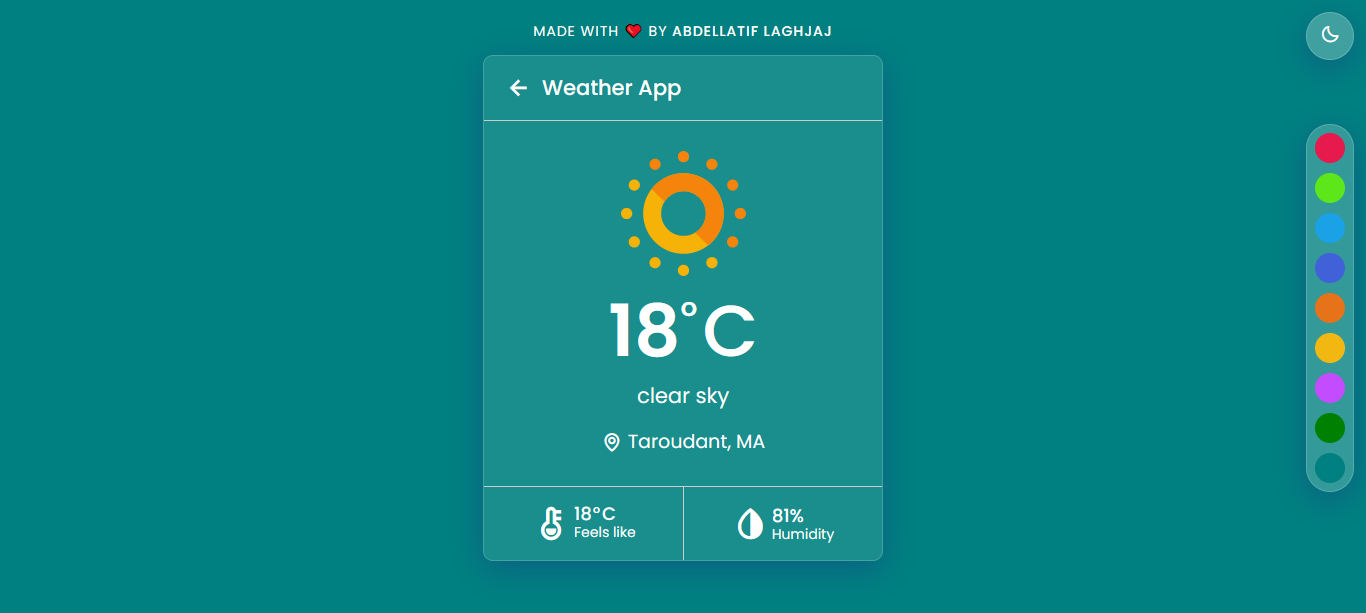 MADE WITH ❤ BY ABDELLATIF LAGHJAJ
Weather App
18°C
clear sky
Taroudant, MA
18°C
Feels like
81%
Humidity